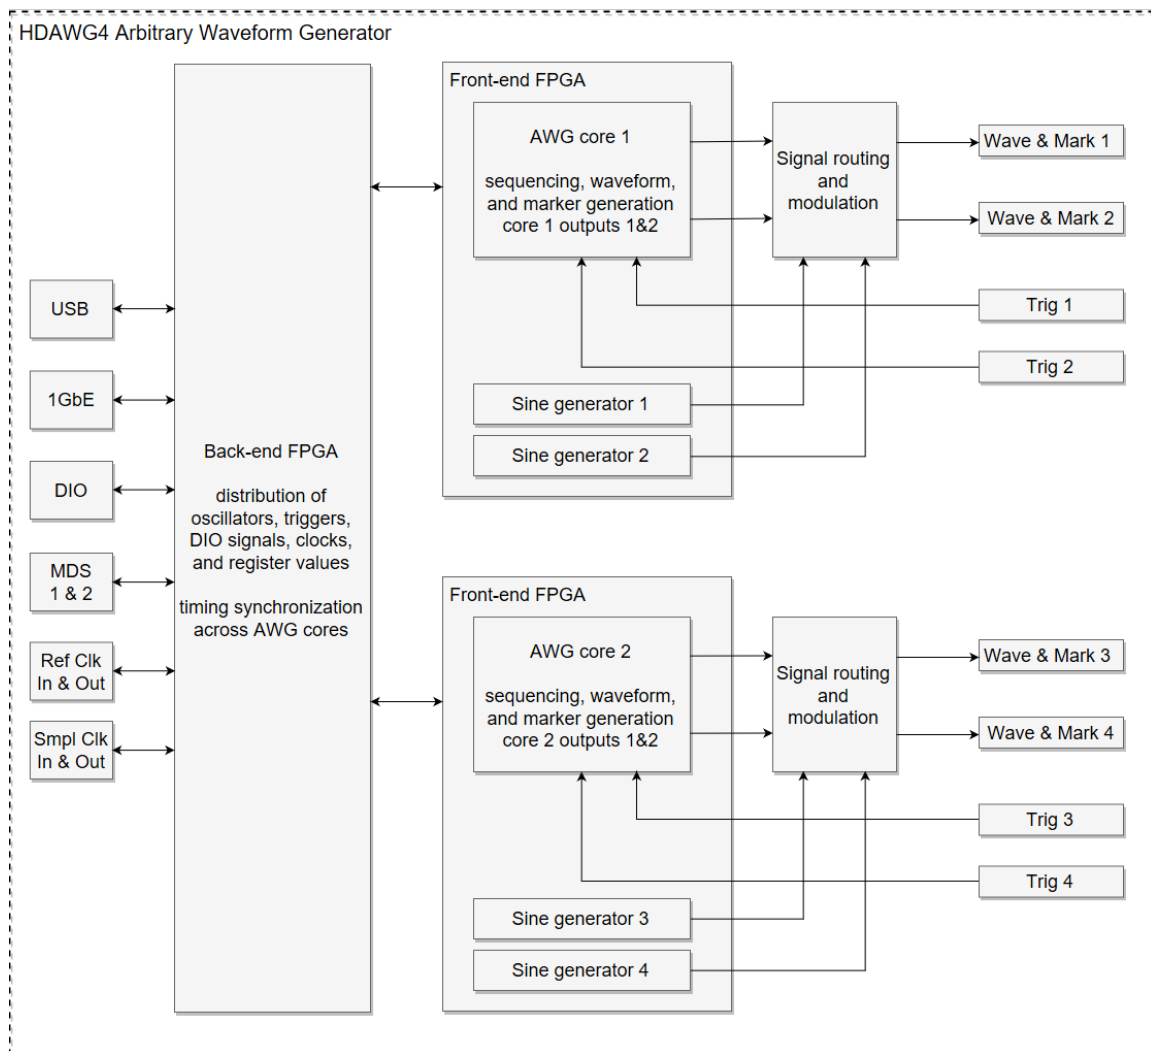 HDAWG4 Arbitrary Waveform Generator
USB
1GbE
DIO
MDS
1 & 2
Ref Clk
In & Out
Smpl Clk
In & Out
Back-end FPGA
distribution of
oscillators, triggers,
DIO signals, clocks,
and register values
timing synchronization
across AWG cores
Front-end FPGA
AWG core 1
sequencing, waveform,
and marker generation
core 1 outputs 1&2
Sine generator 1
Sine generator 2
Signal routing
and
modulation
Wave & Mark 1
Wave & Mark 2
Trig 1
Trig 2
Front-end FPGA
AWG core 2
sequencing, waveform,
and marker generation
core 2 outputs 1&2
Sine generator 3
Sine generator 4
Signal routing
and
modulation
Wave & Mark 3
Wave & Mark 4
Trig 3
Trig 4